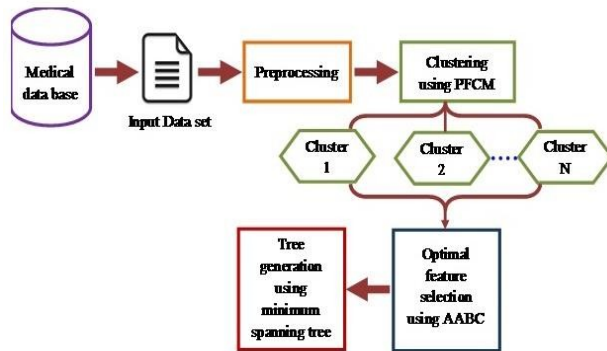 Medical
data base
Input Data set
Preprocessing
Clustering
using PFCM
Cluster
1
Cluster
2
Cluster
N
Optimal
feature
selection
using AABC
Tree
generation
using
minimum
spanning tree